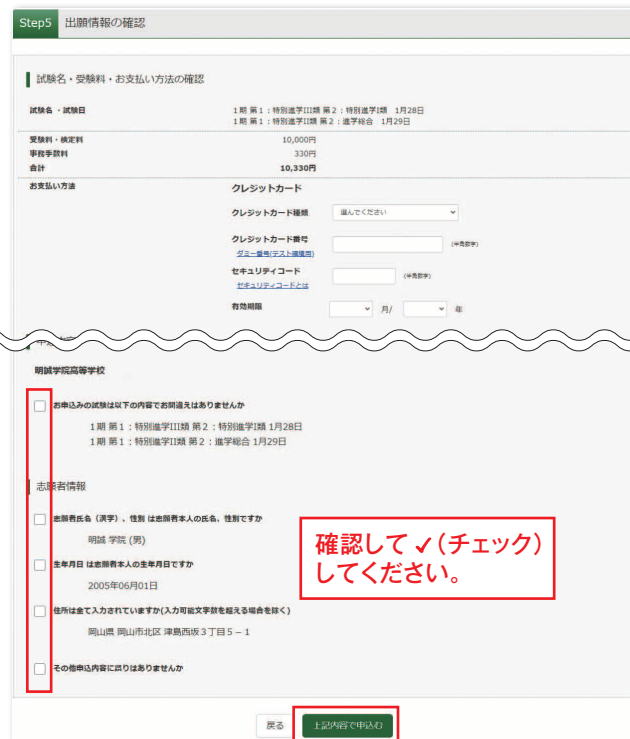 Step5 出願情報の確認
試験名・受験料・お支払い方法の確認
試験名 ・試験日
1期 第1：特別進学III類 第2：特別進学I類 1月28日
1期 第1：特別進学II類 第2：進学総合 1月29日
受験料・検定料 10,000円
事務手数料 330円
合計 10,330円
お支払い方法 クレジットカード
クレジットカード種類 選んでください
クレジットカード番号 (半角数字)
ダミー番号(テスト環境用)
セキュリティコード (半角数字)
セキュリティコードとは
有効期限 月/ 年
明誠学院高等学校
お申込みの試験は以下の内容でお間違えはありませんか
1期 第1：特別進学III類 第2：特別進学I類 1月28日
1期 第1：特別進学II類 第2：進学総合 1月29日
志願者情報
志願者氏名（漢字）、性別 は志願者本人の氏名、性別ですか
明誠 学院 (男)
生年月日 は志願者本人の生年月日ですか
2005年06月01日
住所は全て入力されていますか(入力可能文字数を超える場合を除く)
岡山県 岡山市北区 津島西坂３丁目５－１
その他申込内容に誤りはありませんか
確認して✓(チェック)
してください。
戻る 上記内容で申込む